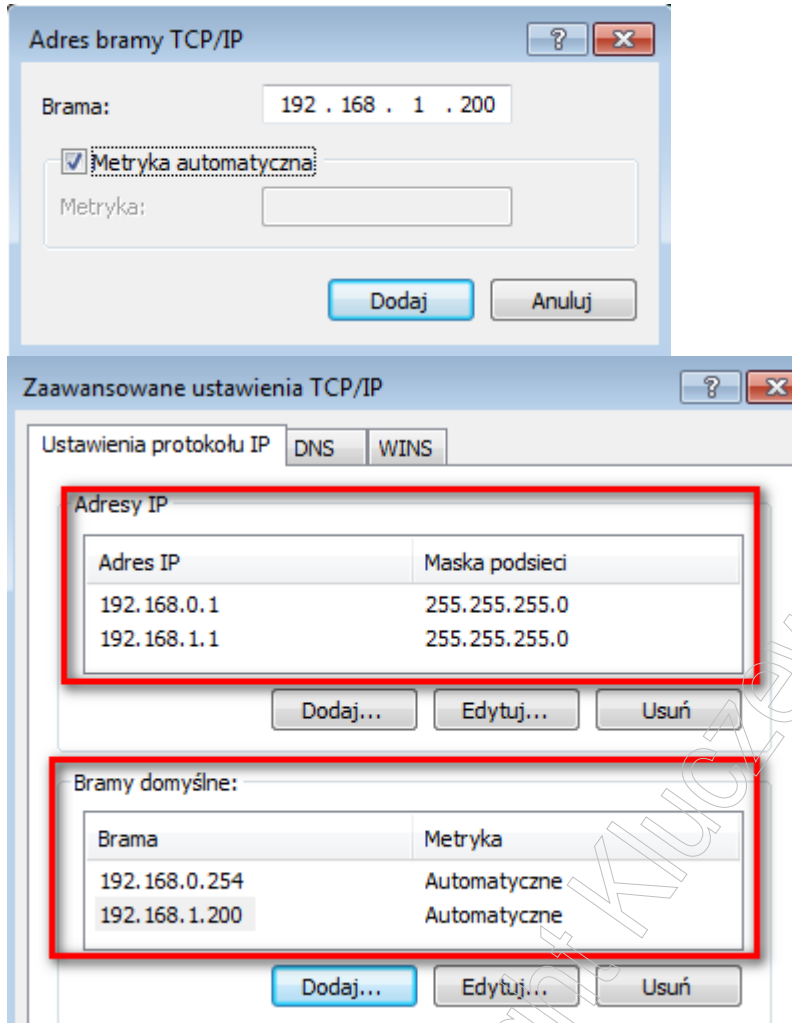 Adres bramy TCP/IP
Brama: 192 . 168 . 1 . 200
Metryka automatyczna
Metryka:
Dodaj Anuluj
Zaawansowane ustawienia TCP/IP
Ustawienia protokołu IP DNS WINS
Adresy IP
Adres IP Maska podsieci
192.168.0.1 255.255.255.0
192.168.1.1 255.255.255.0
Dodaj... Edytuj... Usuń
Bramy domyślne:
Brama Metryka
192.168.0.254 Automatyczne
192.168.1.200 Automatyczne
Dodaj... Edytuj... Usuń